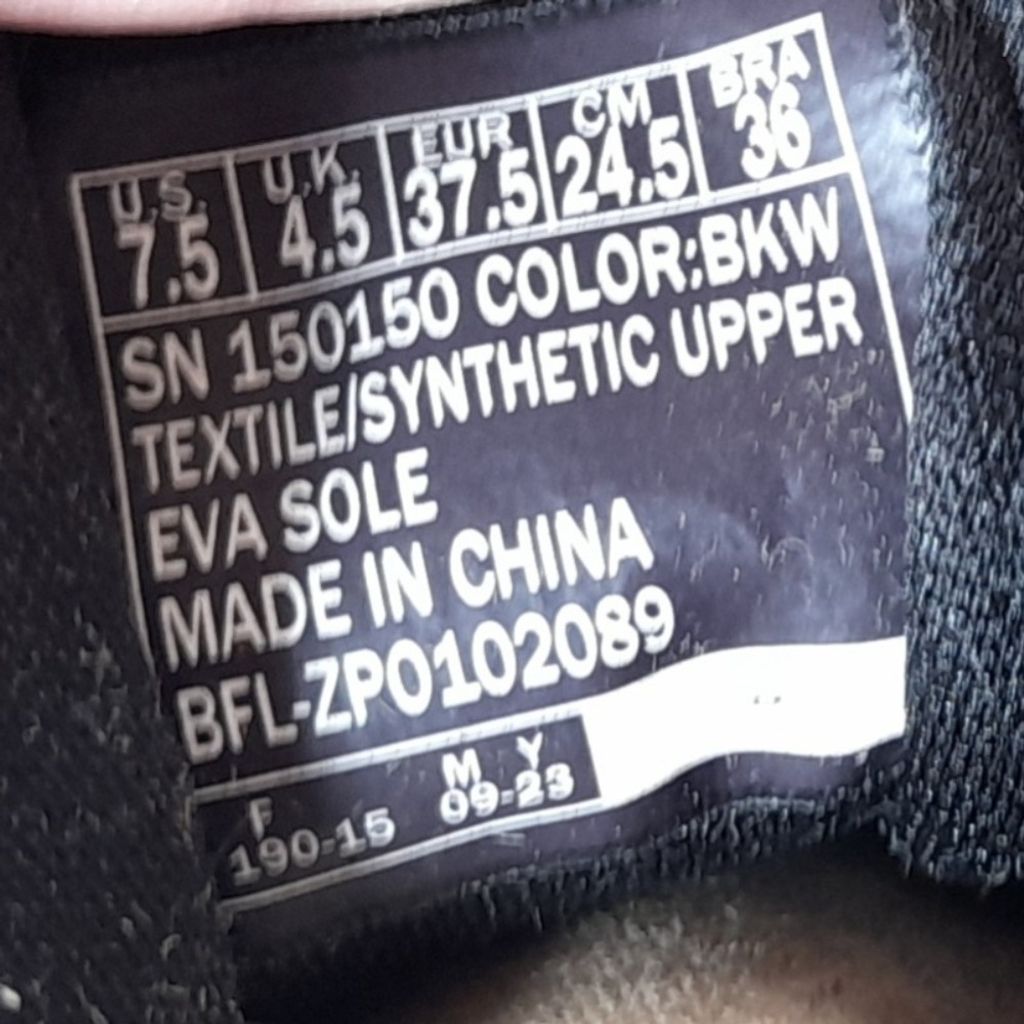 U.S. U.K. EUR CM BRA
7.5 4.5 37.5 24.5 36
SN 150150 COLOR:BKW
TEXTILE/SYNTHETIC UPPER
EVA SOLE
MADE IN CHINA
BFL-ZP0102089
F M Y
190-15 09-23